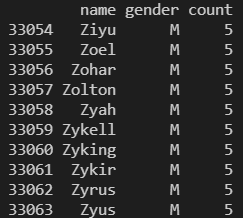 name gender count
33054 Ziyu M 5
33055 Zoel M 5
33056 Zohar M 5
33057 Zolton M 5
33058 Zyah M 5
33059 Zykell M 5
33060 Zyking M 5
33061 Zykir M 5
33062 Zyrus M 5
33063 Zyus M 5